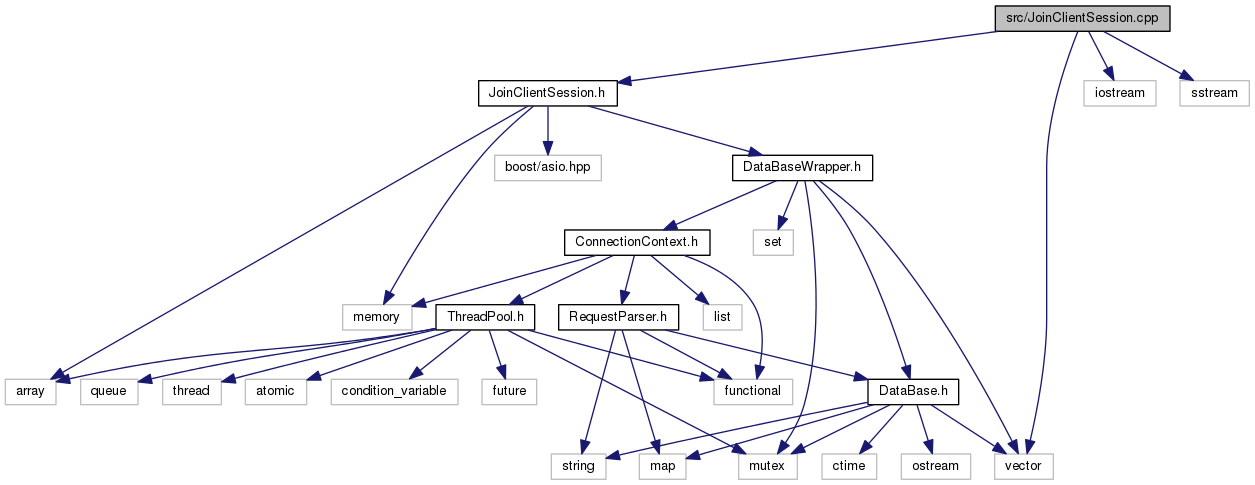 src/JoinClientSession.cpp
JoinClientSession.h
iostream
sstream
boost/asio.hpp
DataBaseWrapper.h
ConnectionContext.h
set
memory
ThreadPool.h
RequestParser.h
list
array
queue
thread
atomic
condition_variable
future
functional
DataBase.h
string
map
mutex
ctime
ostream
vector